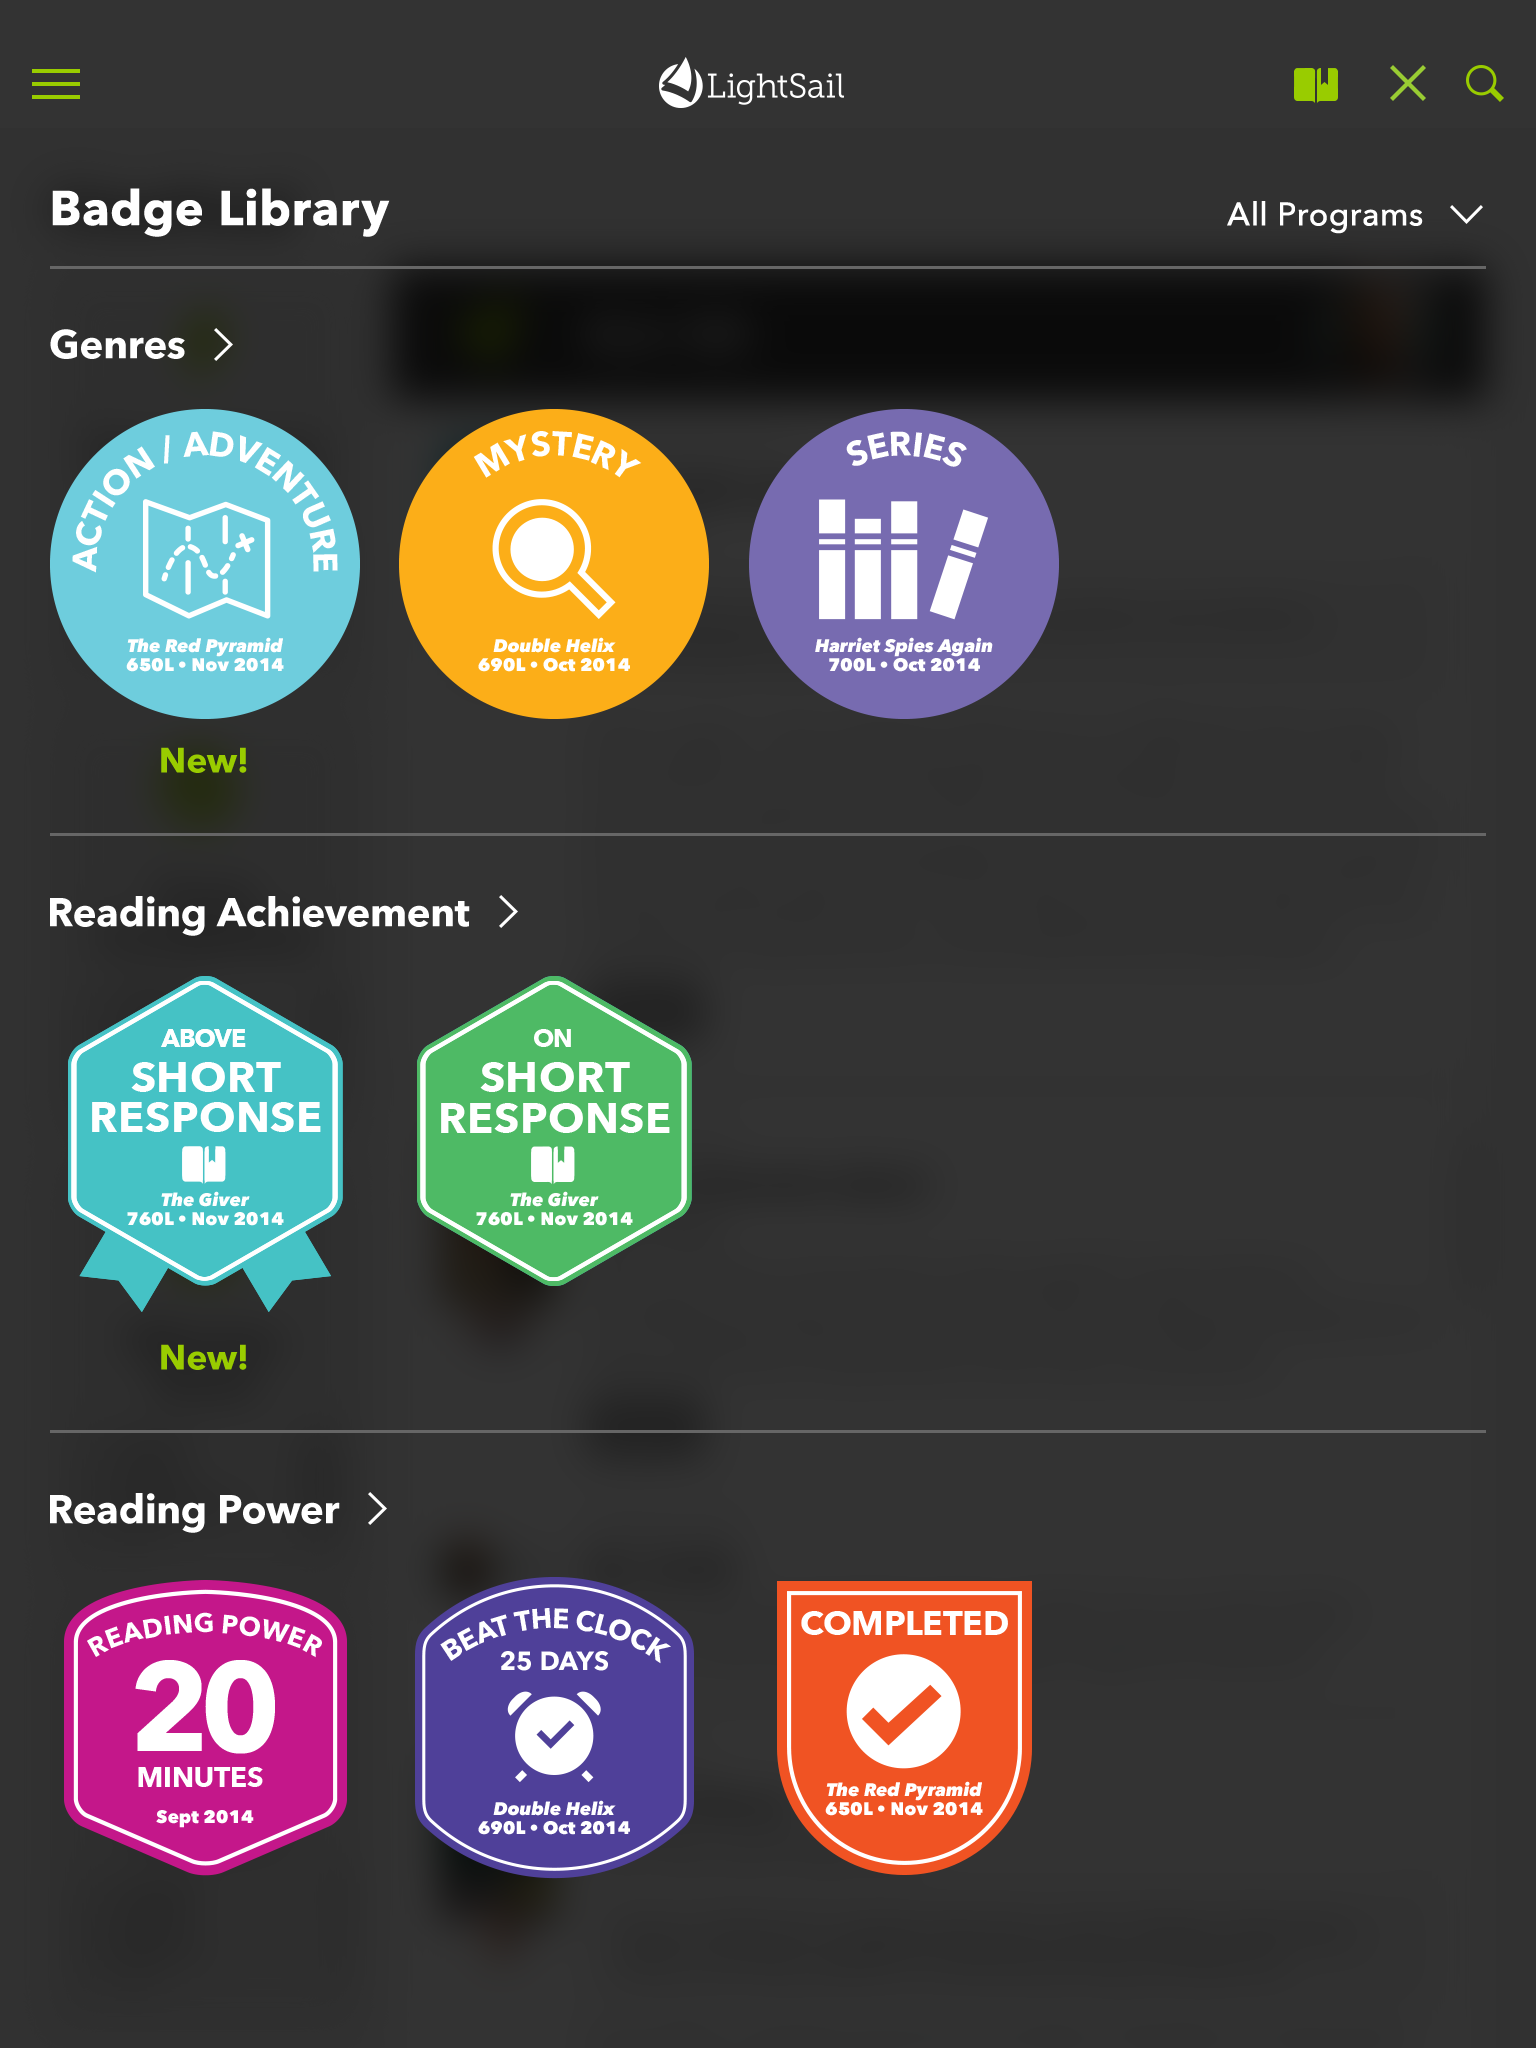 LightSail
Badge Library
All Programs
Genres
ACTION / ADVENTURE
The Red Pyramid
650L • Nov 2014
MYSTERY
Double Helix
690L • Oct 2014
SERIES
Harriet Spies Again
700L • Oct 2014
New!
Reading Achievement
ABOVE
SHORT
RESPONSE
The Giver
760L • Nov 2014
ON
SHORT
RESPONSE
The Giver
760L • Nov 2014
New!
Reading Power
READING POWER
20
MINUTES
Sept 2014
BEAT THE CLOCK
25 DAYS
Double Helix
690L • Oct 2014
COMPLETED
The Red Pyramid
650L • Nov 2014